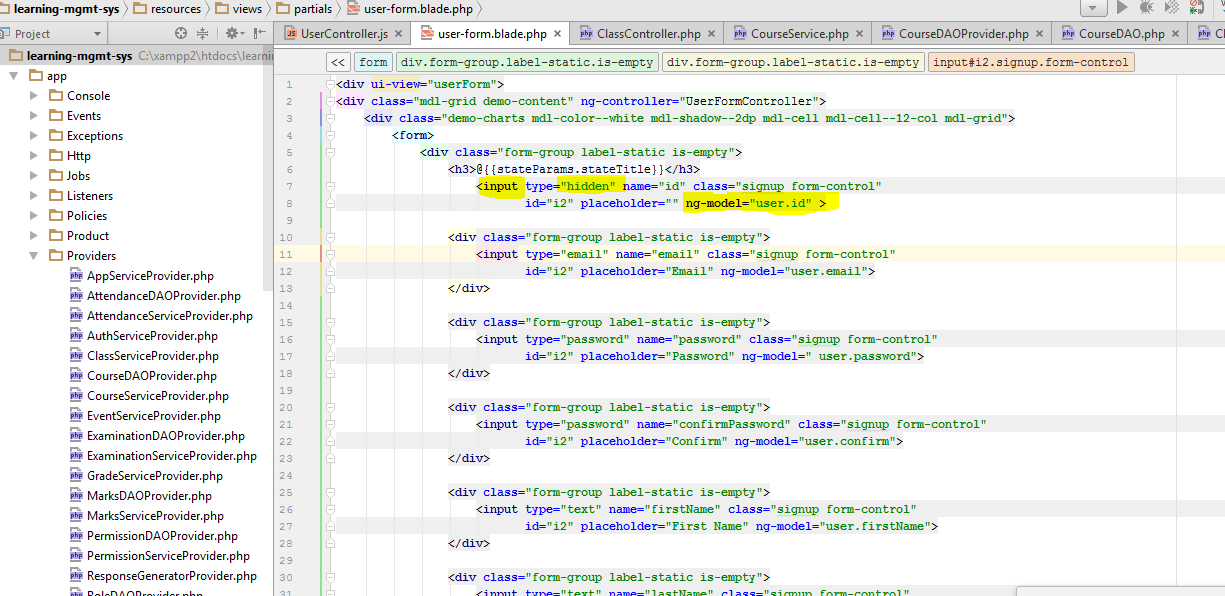 learning-mgmt-sys resources views partials user-form.blade.php
Project UserController.js user-form.blade.php ClassController.php CourseService.php CourseDAOProvider.php CourseDAO.php Cl
learning-mgmt-sys C:\xampp2\htdocs\learni
<< form div.form-group.label-static.is-empty div.form-group.label-static.is-empty input#i2.signup.form-control
app
Console
Events
Exceptions
Http
Jobs
Listeners
Policies
Product
Providers
AppServiceProvider.php
AttendanceDAOProvider.php
AttendanceServiceProvider.php
AuthServiceProvider.php
ClassServiceProvider.php
CourseDAOProvider.php
CourseServiceProvider.php
EventServiceProvider.php
ExaminationDAOProvider.php
ExaminationServiceProvider.php
GradeServiceProvider.php
MarksDAOProvider.php
MarksServiceProvider.php
PermissionDAOProvider.php
PermissionServiceProvider.php
ResponseGeneratorProvider.php
RoleDAOProvider.php
1 <div ui-view="userForm">
2 <div class="mdl-grid demo-content" ng-controller="UserFormController">
3 <div class="demo-charts mdl-color--white mdl-shadow--2dp mdl-cell mdl-cell--12-col mdl-grid">
4 <form>
5 <div class="form-group label-static is-empty">
6 <h3>@{{stateParams.stateTitle}}</h3>
7 <input type="hidden" name="id" class="signup form-control"
8 id="i2" placeholder="" ng-model="user.id" >
9
10 <div class="form-group label-static is-empty">
11 <input type="email" name="email" class="signup form-control"
12 id="i2" placeholder="Email" ng-model="user.email">
13 </div>
14
15 <div class="form-group label-static is-empty">
16 <input type="password" name="password" class="signup form-control"
17 id="i2" placeholder="Password" ng-model=" user.password">
18 </div>
19
20 <div class="form-group label-static is-empty">
21 <input type="password" name="confirmPassword" class="signup form-control"
22 id="i2" placeholder="Confirm" ng-model="user.confirm">
23 </div>
24
25 <div class="form-group label-static is-empty">
26 <input type="text" name="firstName" class="signup form-control"
27 id="i2" placeholder="First Name" ng-model="user.firstName">
28 </div>
29
30 <div class="form-group label-static is-empty">
31 <input type="text" name="lastName" class="signup form-control"